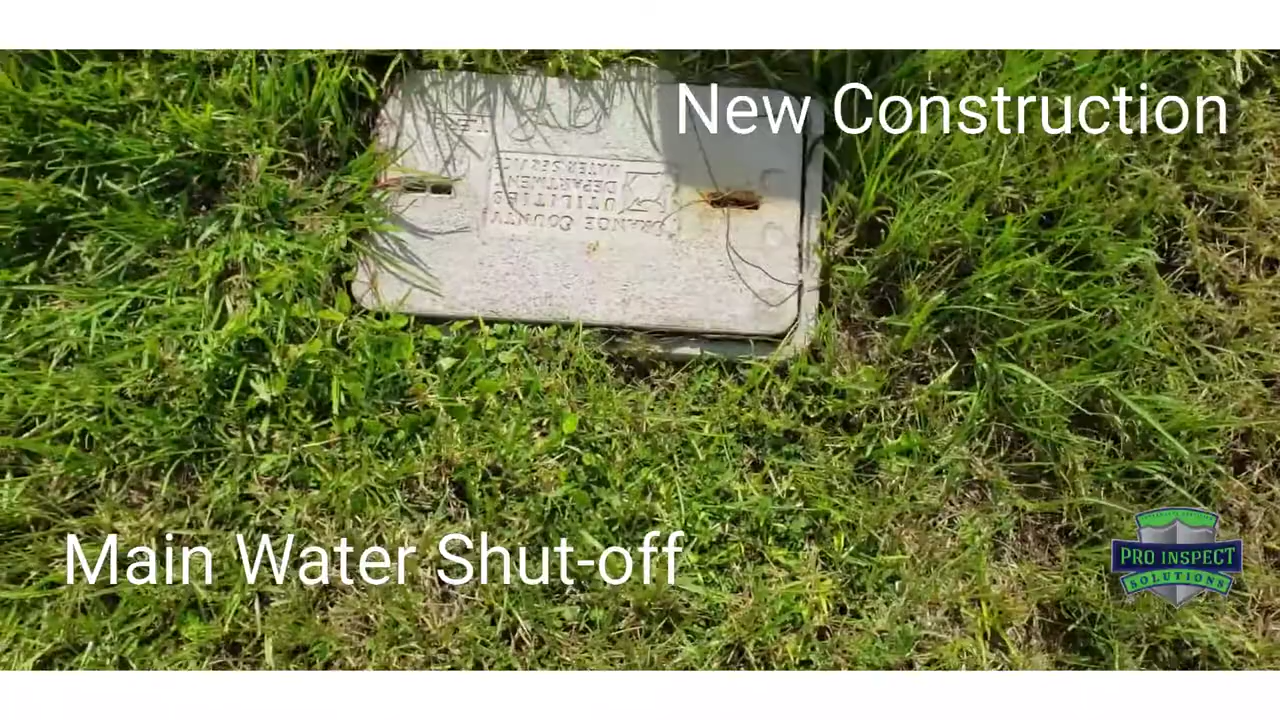 New Construction
ORANGE COUNTY
UTILITIES
DEPARTMENT
WATER SERVICE
Main Water Shut-off
PRO INSPECT
SOLUTIONS